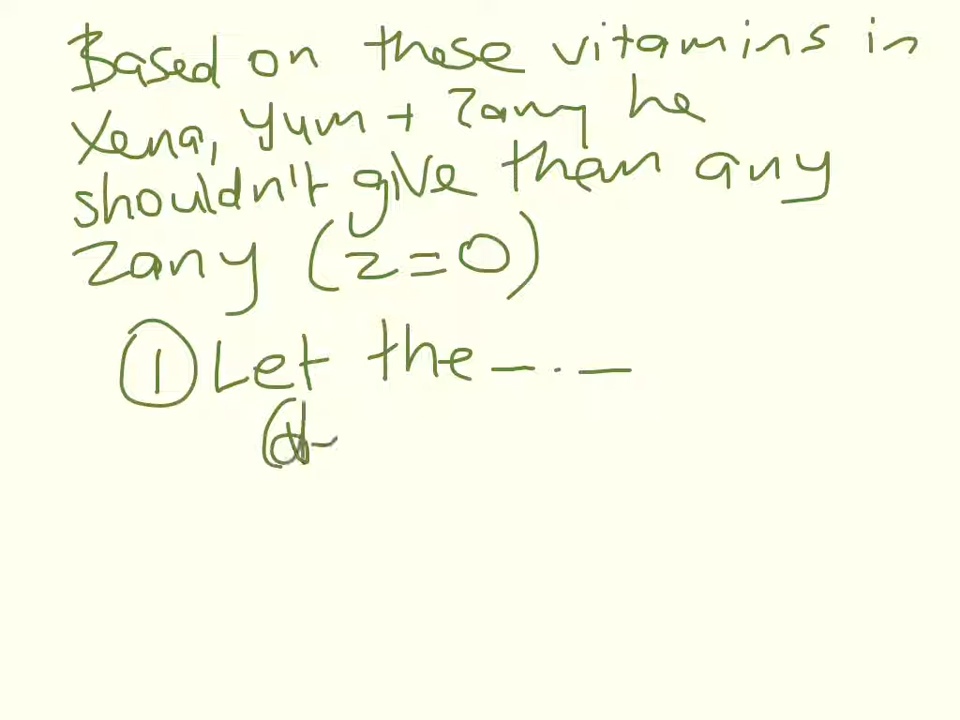 Based on these vitamins in
Xena, Yum + Zany he
shouldn't give them any
Zany (z=0)
① Let the _._